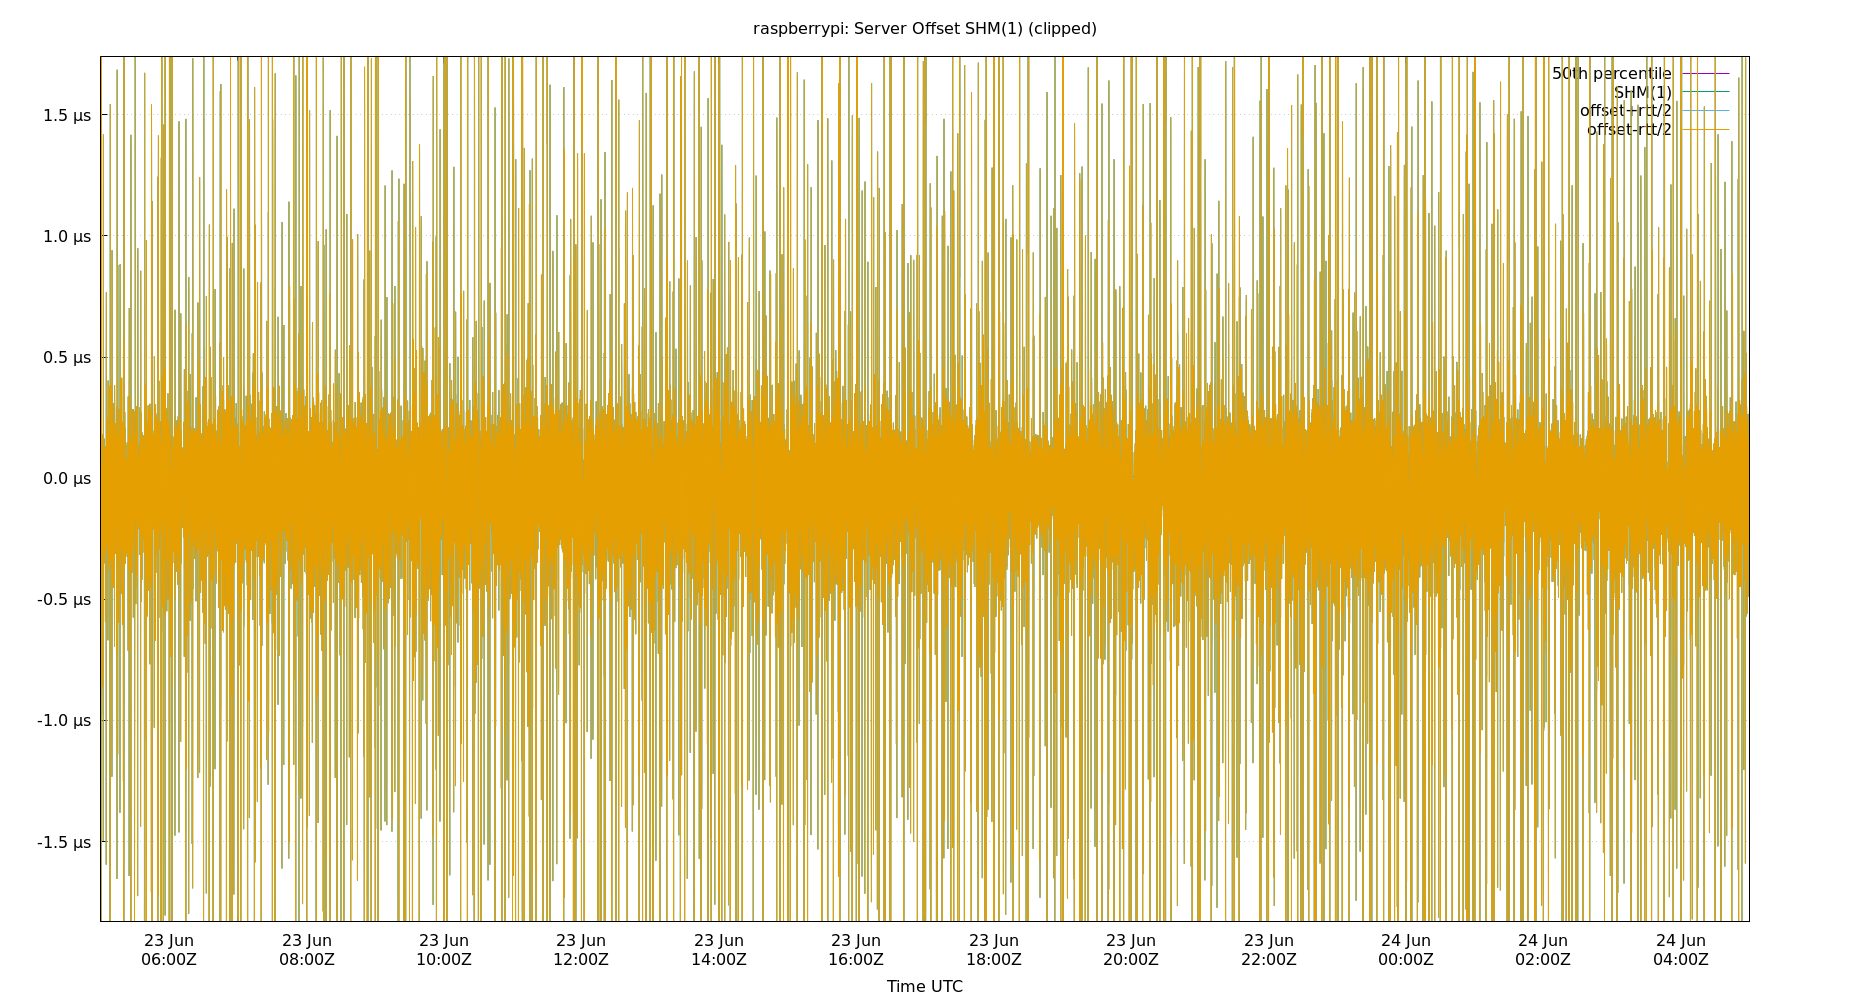 raspberrypi: Server Offset SHM(1) (clipped)
50th percentile
SHM(1)
offset+rtt/2
offset-rtt/2
1.5 µs
1.0 µs
0.5 µs
0.0 µs
-0.5 µs
-1.0 µs
-1.5 µs
23 Jun 23 Jun 23 Jun 23 Jun 23 Jun 23 Jun 23 Jun 23 Jun 23 Jun 24 Jun 24 Jun 24 Jun
06:00Z 08:00Z 10:00Z 12:00Z 14:00Z 16:00Z 18:00Z 20:00Z 22:00Z 00:00Z 02:00Z 04:00Z
Time UTC